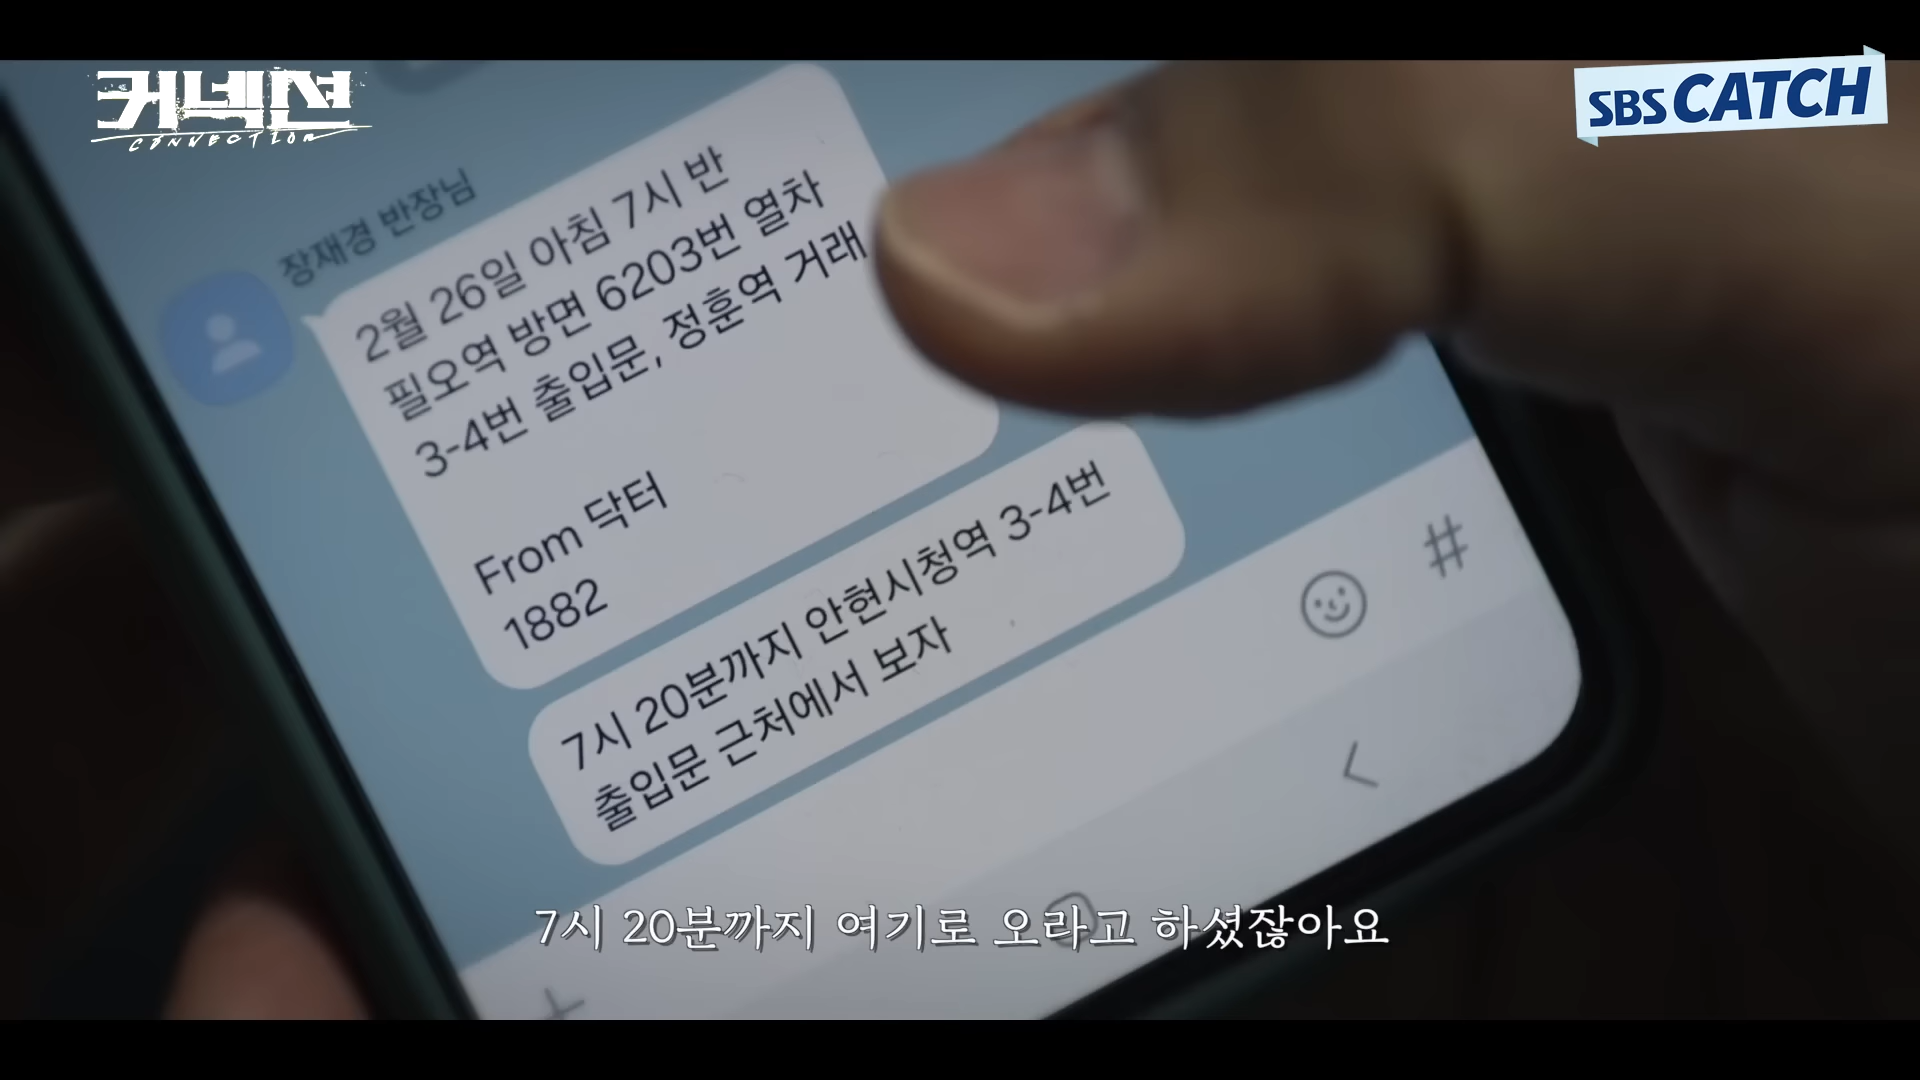 커넥션
CONNECTION
SBS CATCH
장재경 반장님
2월 26일 아침 7시 반
필오역 방면 6203번 열차
3-4번 출입문, 정훈역 거래
From 닥터
1882
7시 20분까지 안현시청역 3-4번
출입문 근처에서 보자
#
7시 20분까지 여기로 오라고 하셨잖아요